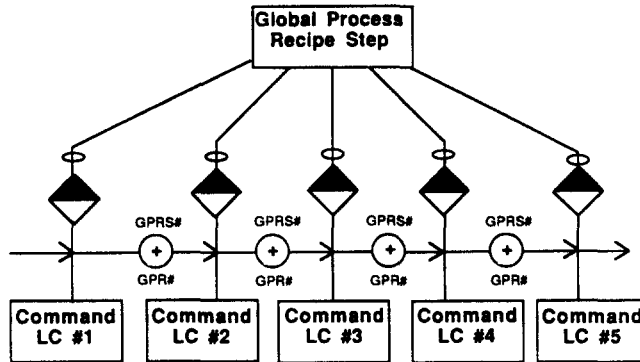 Global Process
Recipe Step
GPRS# GPRS# GPRS# GPRS#
+ + + +
GPR# GPR# GPR# GPR#
Command Command Command Command Command
LC #1 LC #2 LC #3 LC #4 LC #5